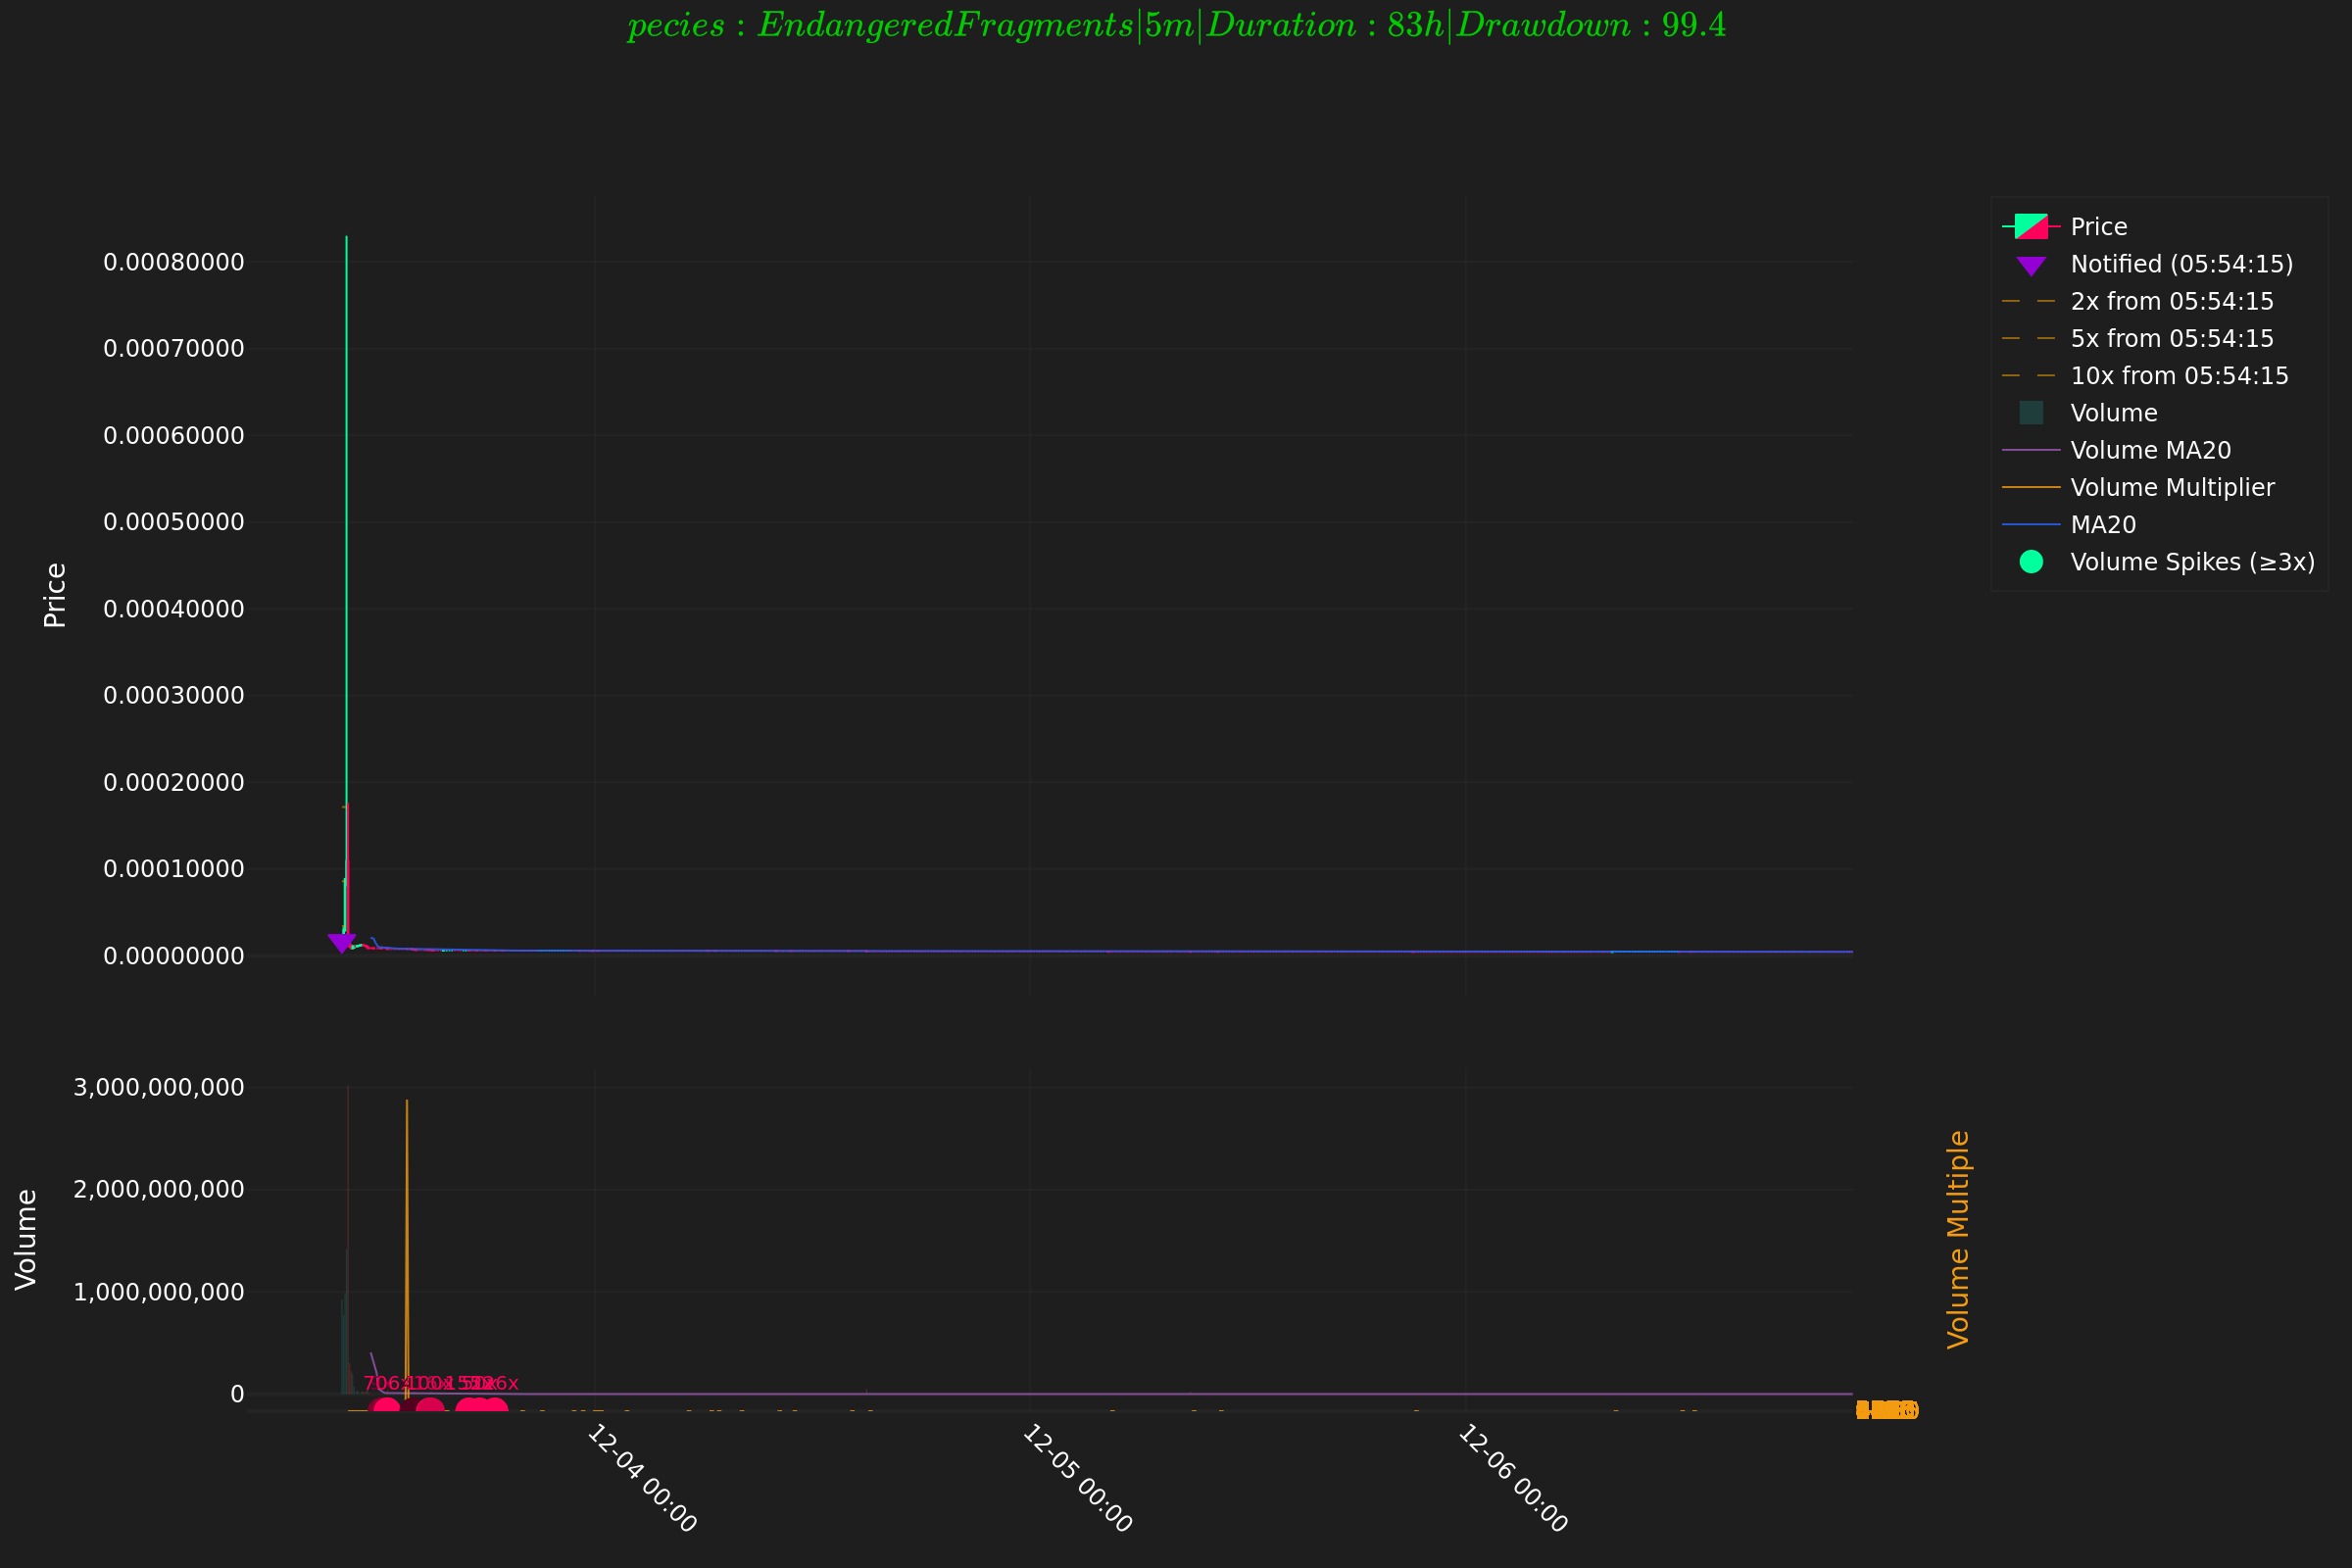 pecies : EndangeredFragments|5m|Duration : 83h|Drawdown : 99.4
Price
0.00080000
0.00070000
0.00060000
0.00050000
0.00040000
0.00030000
0.00020000
0.00010000
0.00000000
Price
Notified (05:54:15)
2x from 05:54:15
5x from 05:54:15
10x from 05:54:15
Volume
Volume MA20
Volume Multiplier
MA20
Volume Spikes (≥3x)
Volume
3,000,000,000
2,000,000,000
1,000,000,000
0
Volume Multiple
12-04 00:00
12-05 00:00
12-06 00:00